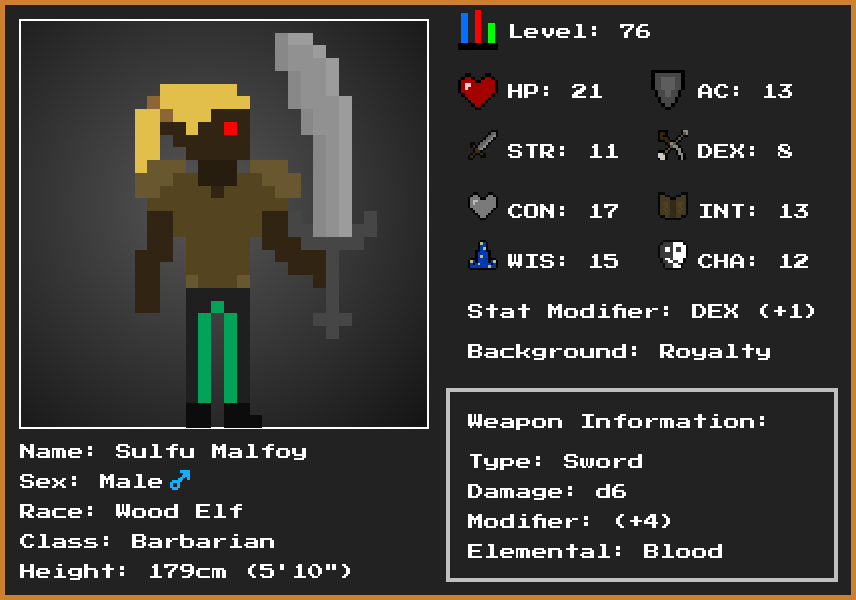 Level: 76
HP: 21 AC: 13
STR: 11 DEX: 8
CON: 17 INT: 13
WIS: 15 CHA: 12
Stat Modifier: DEX (+1)
Background: Royalty
Name: Sulfu Malfoy
Sex: Male ♂
Race: Wood Elf
Class: Barbarian
Height: 179cm (5'10")
Weapon Information:
Type: Sword
Damage: d6
Modifier: (+4)
Elemental: Blood